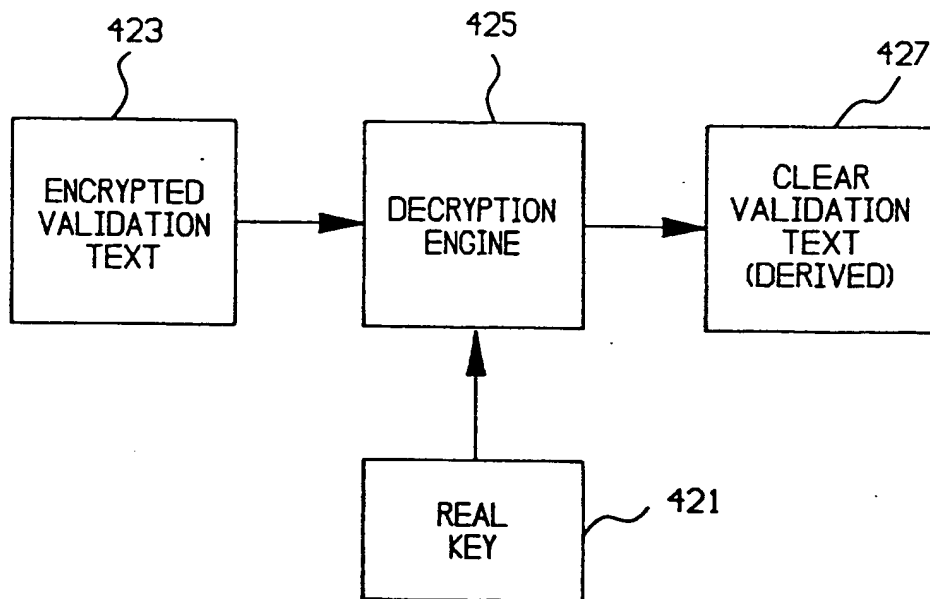 423
425
427
ENCRYPTED
VALIDATION
TEXT
DECRYPTION
ENGINE
CLEAR
VALIDATION
TEXT
(DERIVED)
REAL
KEY
421